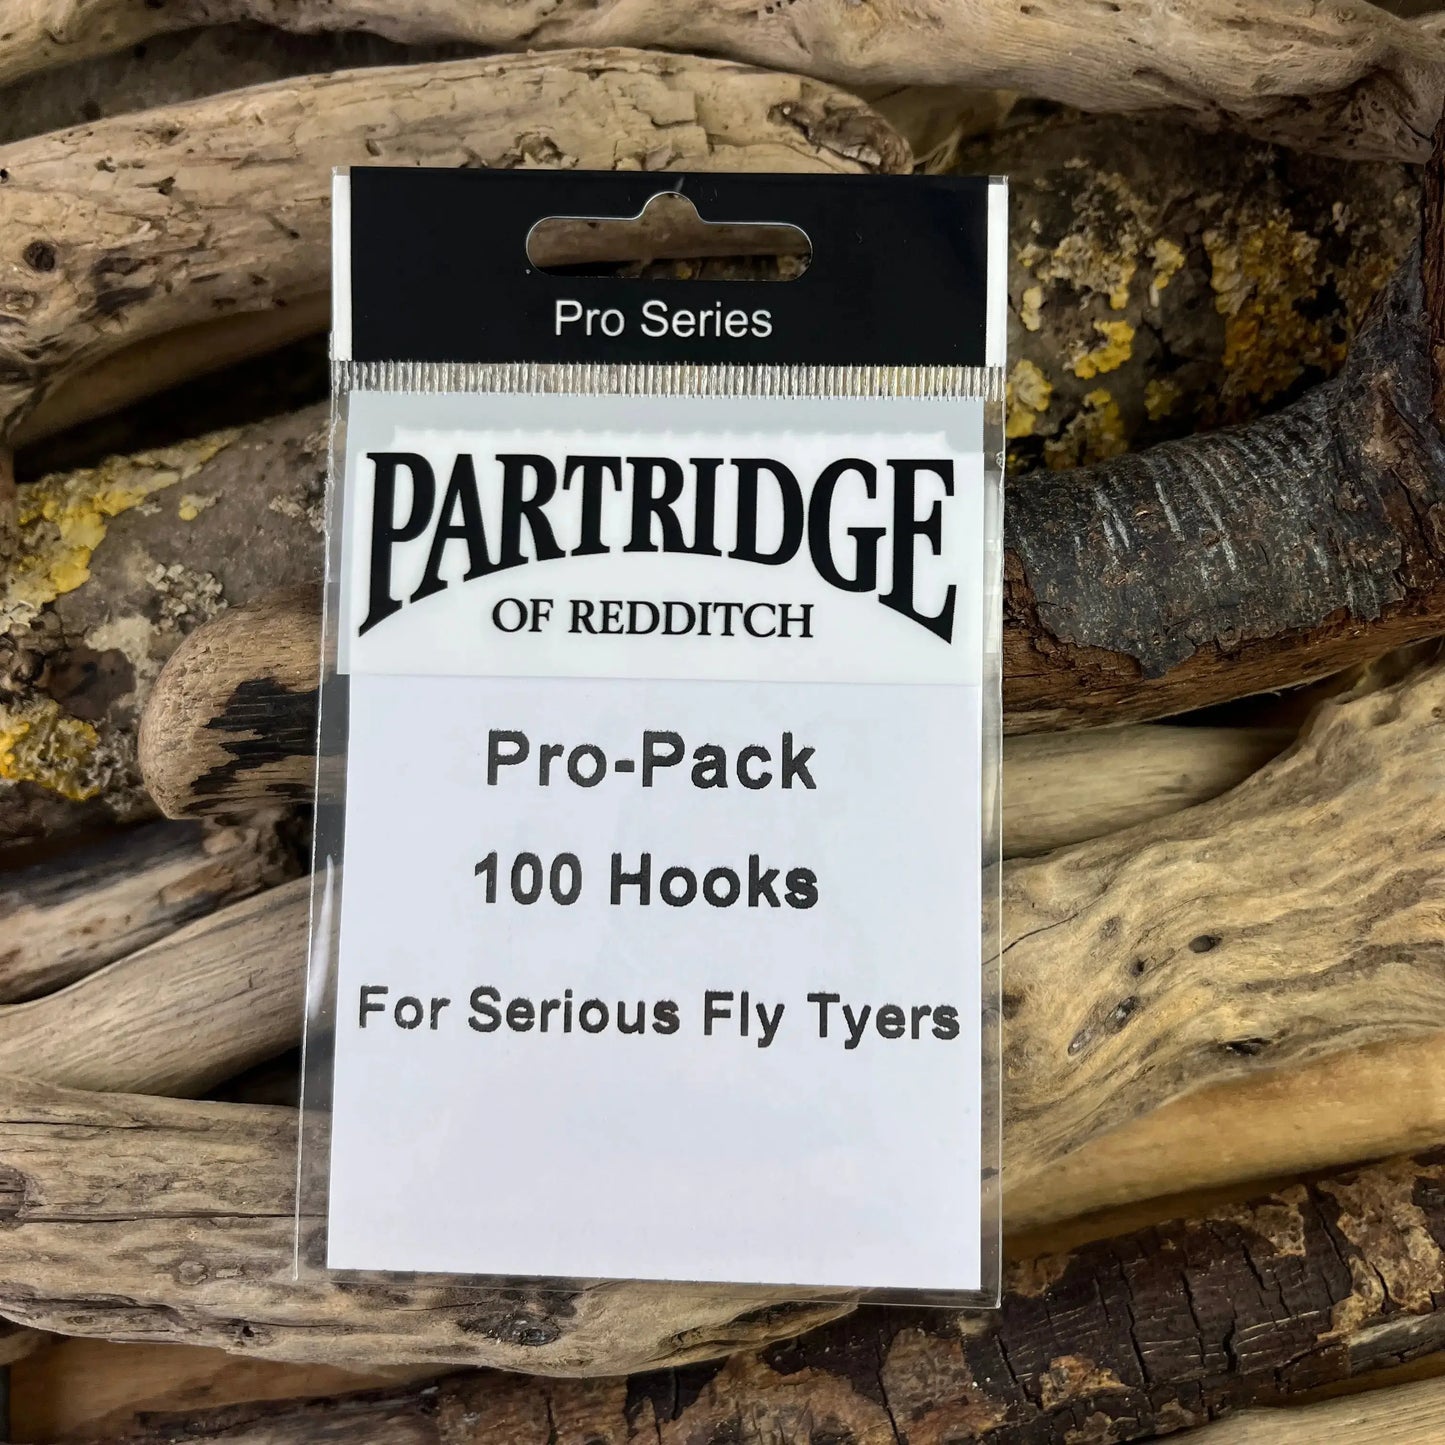 Pro Series
PARTRIDGE
OF REDDITCH
Pro-Pack
100 Hooks
For Serious Fly Tyers